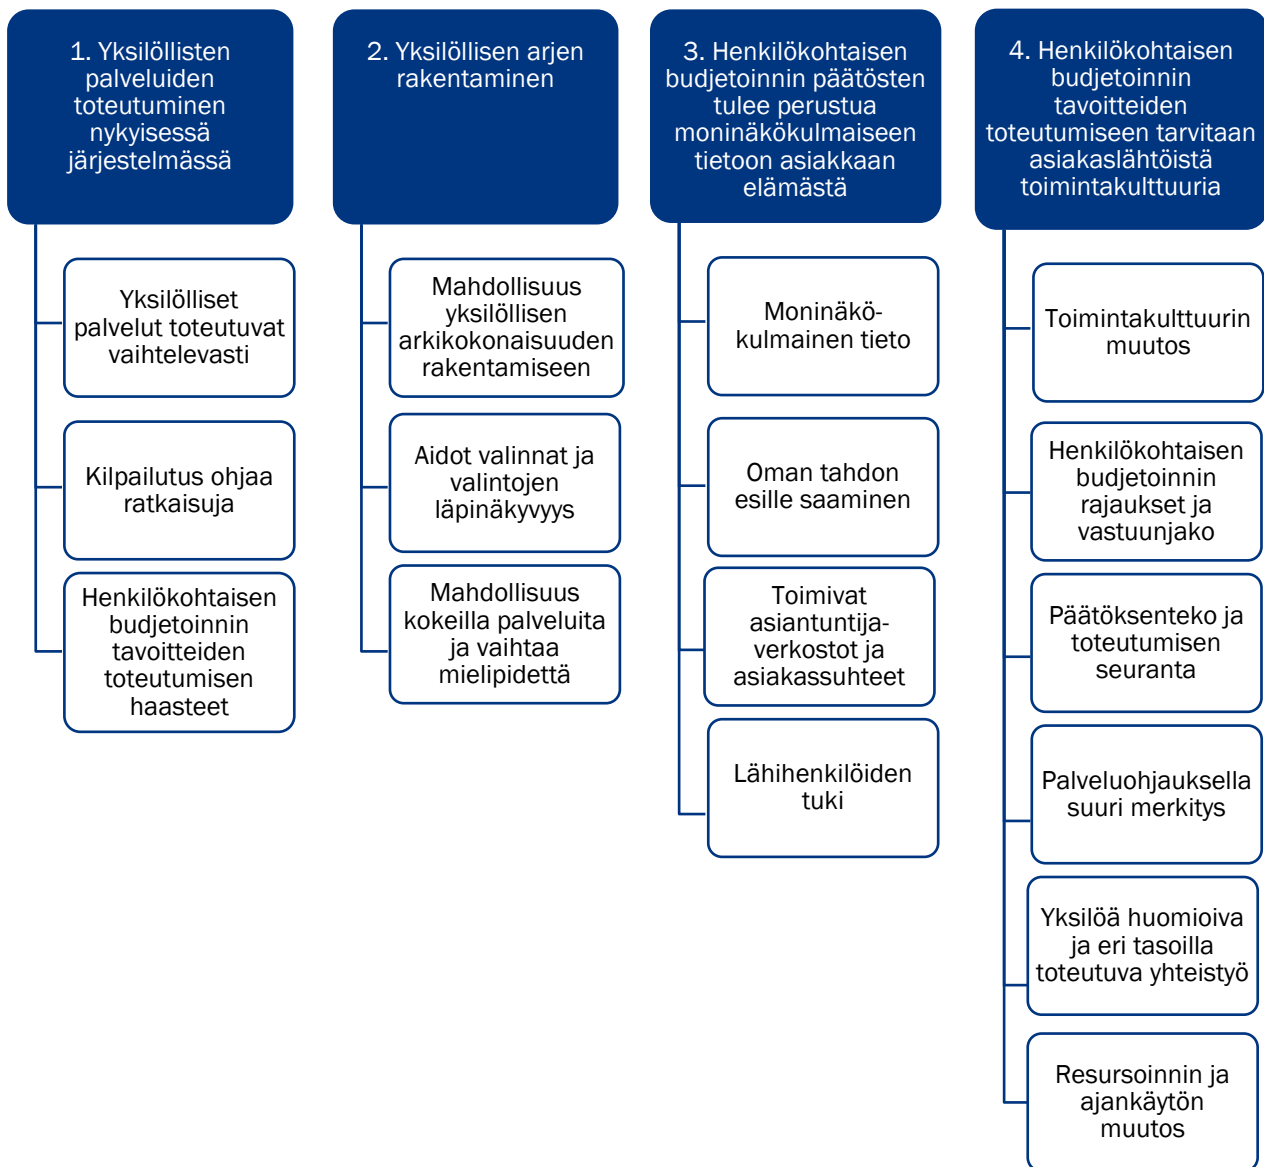 1. Yksilöllisten
palveluiden
toteutuminen
nykyisessä
järjestelmässä
Yksilölliset
palvelut toteutuvat
vaihtelevasti
Kilpailutus ohjaa
ratkaisuja
Henkilökohtaisen
budjetoinnin
tavoitteiden
toteutumisen
haasteet
2. Yksilöllisen arjen
rakentaminen
Mahdollisuus
yksilöllisen
arkikokonaisuuden
rakentamiseen
Aidot valinnat ja
valintojen
läpinäkyvyys
Mahdollisuus
kokeilla palveluita
ja vaihtaa
mielipidettä
3. Henkilökohtaisen
budjetoinnin päätösten
tulee perustua
moninäkökulmaiseen
tietoon asiakkaan
elämästä
Moninäkö-
kulmainen tieto
Oman tahdon
esille saaminen
Toimivat
asiantuntija-
verkostot ja
asiakassuhteet
Lähihenkilöiden
tuki
4. Henkilökohtaisen
budjetoinnin
tavoitteiden
toteutumiseen tarvitaan
asiakaslähtöistä
toimintakulttuuria
Toimintakulttuurin
muutos
Henkilökohtaisen
budjetoinnin
rajaukset ja
vastuunjako
Päätöksenteko ja
toteutumisen
seuranta
Palveluohjauksella
suuri merkitys
Yksilöä huomioiva
ja eri tasoilla
toteutuva yhteistyö
Resursoinnin ja
ajankäytön
muutos